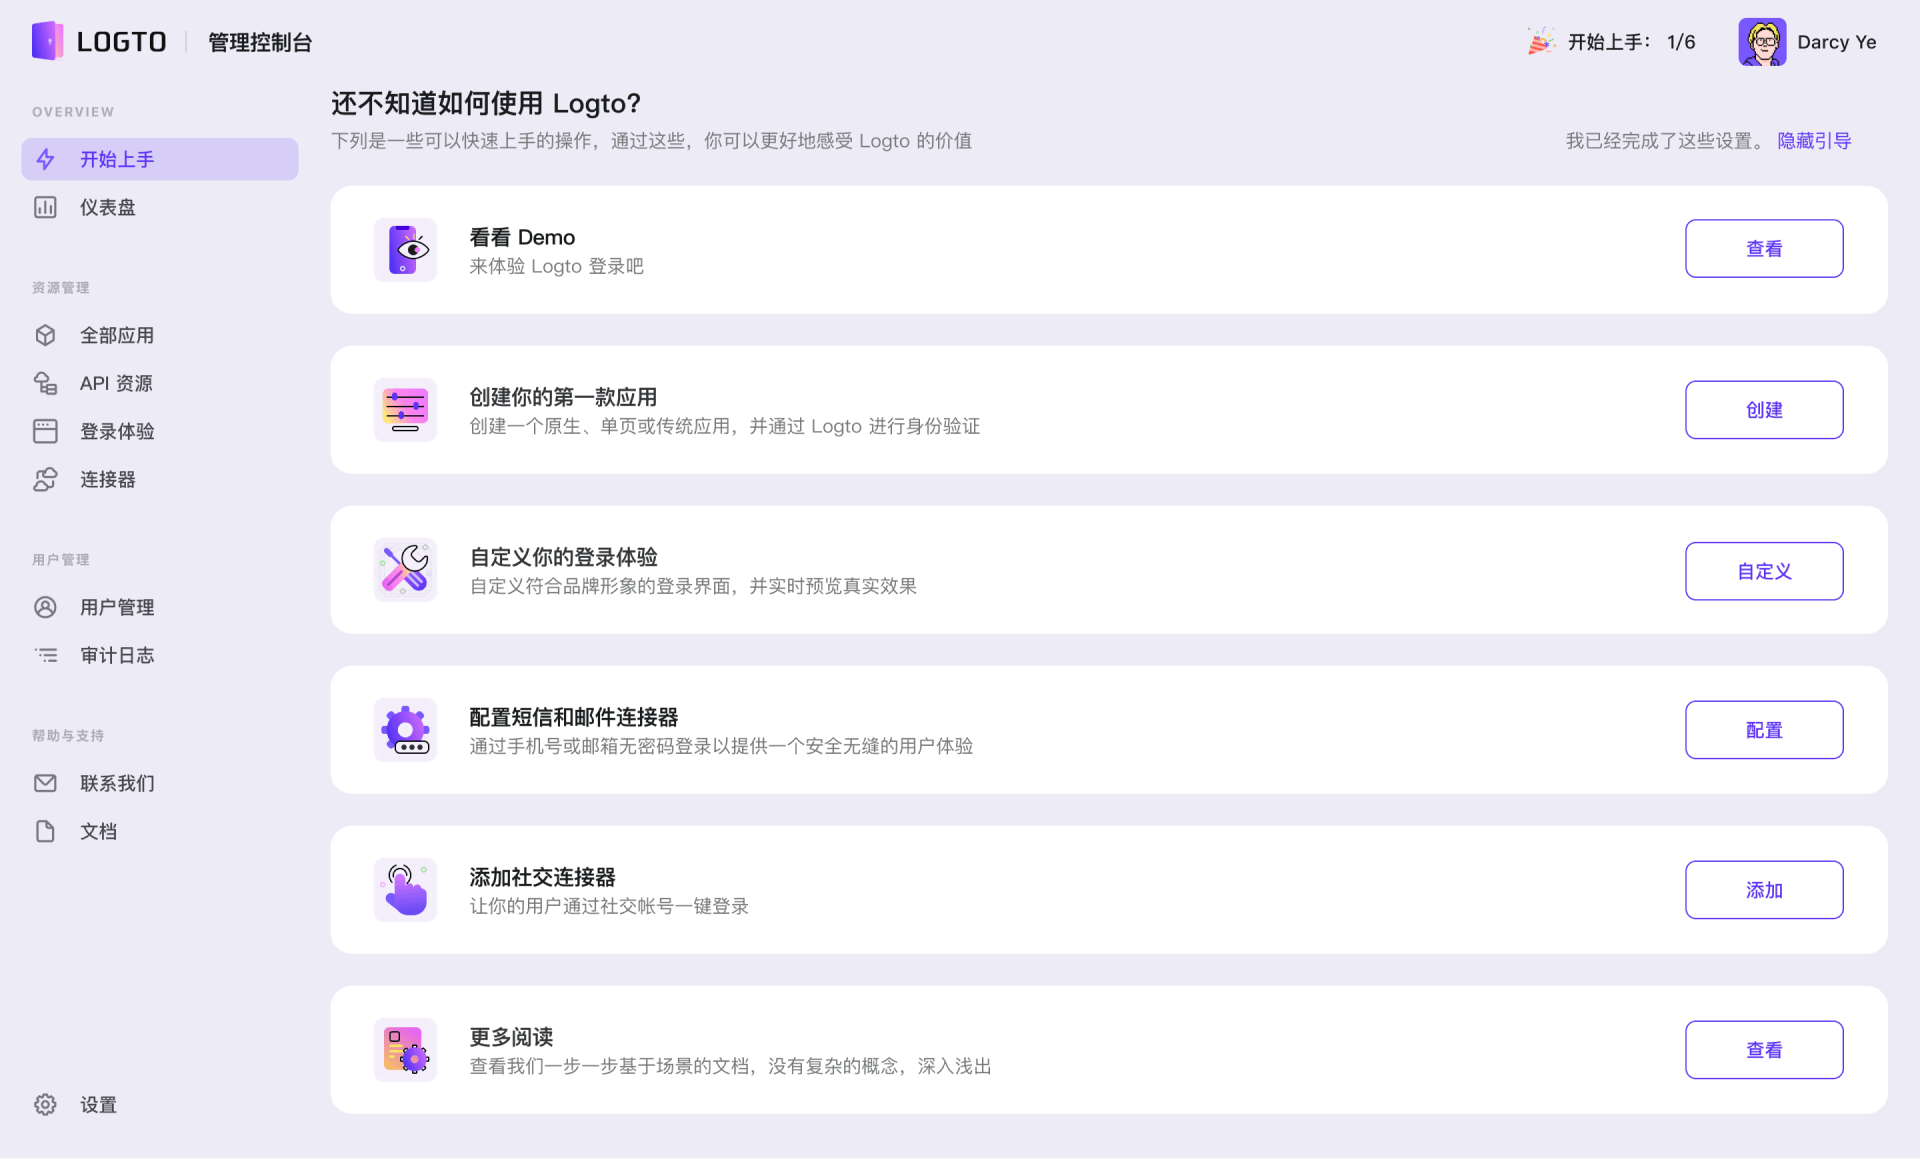 LOGTO
管理控制台
开始上手： 1/6
Darcy Ye
OVERVIEW
开始上手
仪表盘
资源管理
全部应用
API 资源
登录体验
连接器
用户管理
用户管理
审计日志
帮助与支持
联系我们
文档
设置
还不知道如何使用 Logto?
下列是一些可以快速上手的操作，通过这些，你可以更好地感受 Logto 的价值
我已经完成了这些设置。 隐藏引导
看看 Demo
来体验 Logto 登录吧
查看
创建你的第一款应用
创建一个原生、单页或传统应用，并通过 Logto 进行身份验证
创建
自定义你的登录体验
自定义符合品牌形象的登录界面，并实时预览真实效果
自定义
配置短信和邮件连接器
通过手机号或邮箱无密码登录以提供一个安全无缝的用户体验
配置
添加社交连接器
让你的用户通过社交帐号一键登录
添加
更多阅读
查看我们一步一步基于场景的文档，没有复杂的概念，深入浅出
查看